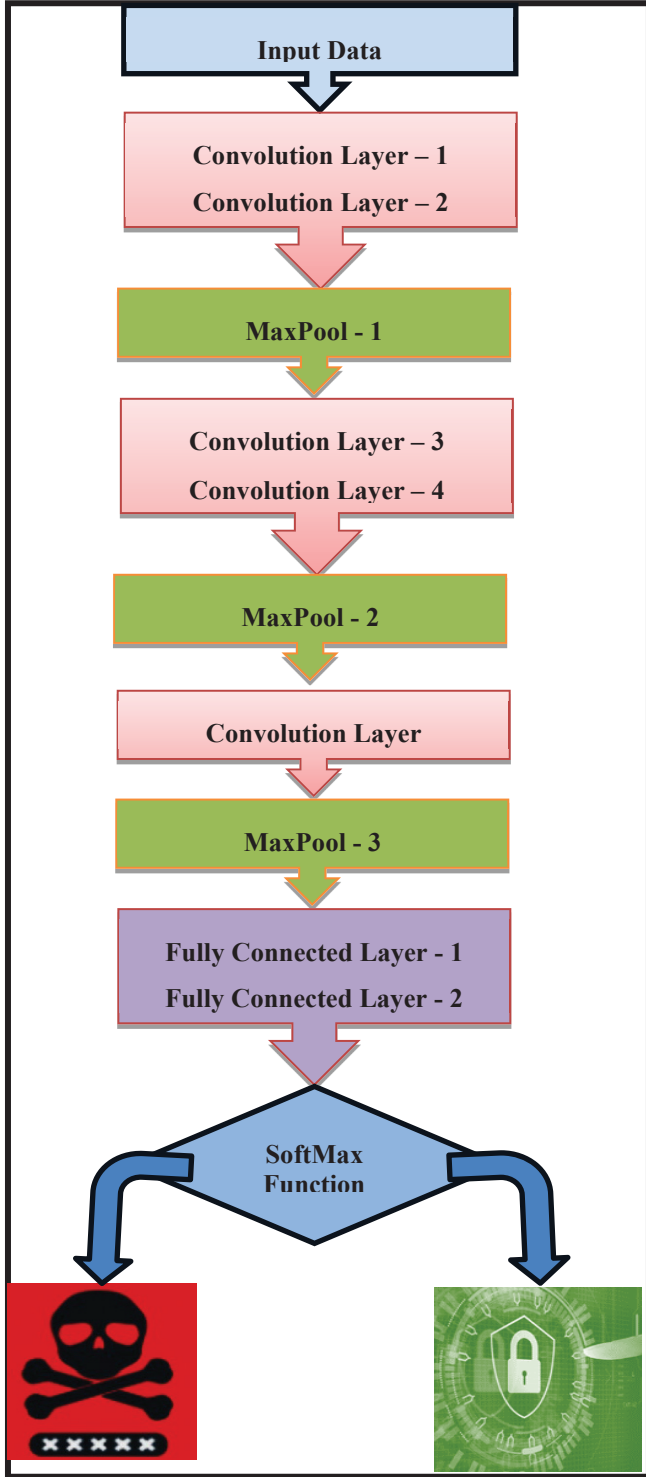 Input Data
Convolution Layer – 1
Convolution Layer – 2
MaxPool - 1
Convolution Layer – 3
Convolution Layer – 4
MaxPool - 2
Convolution Layer
MaxPool - 3
Fully Connected Layer - 1
Fully Connected Layer - 2
SoftMax
Function